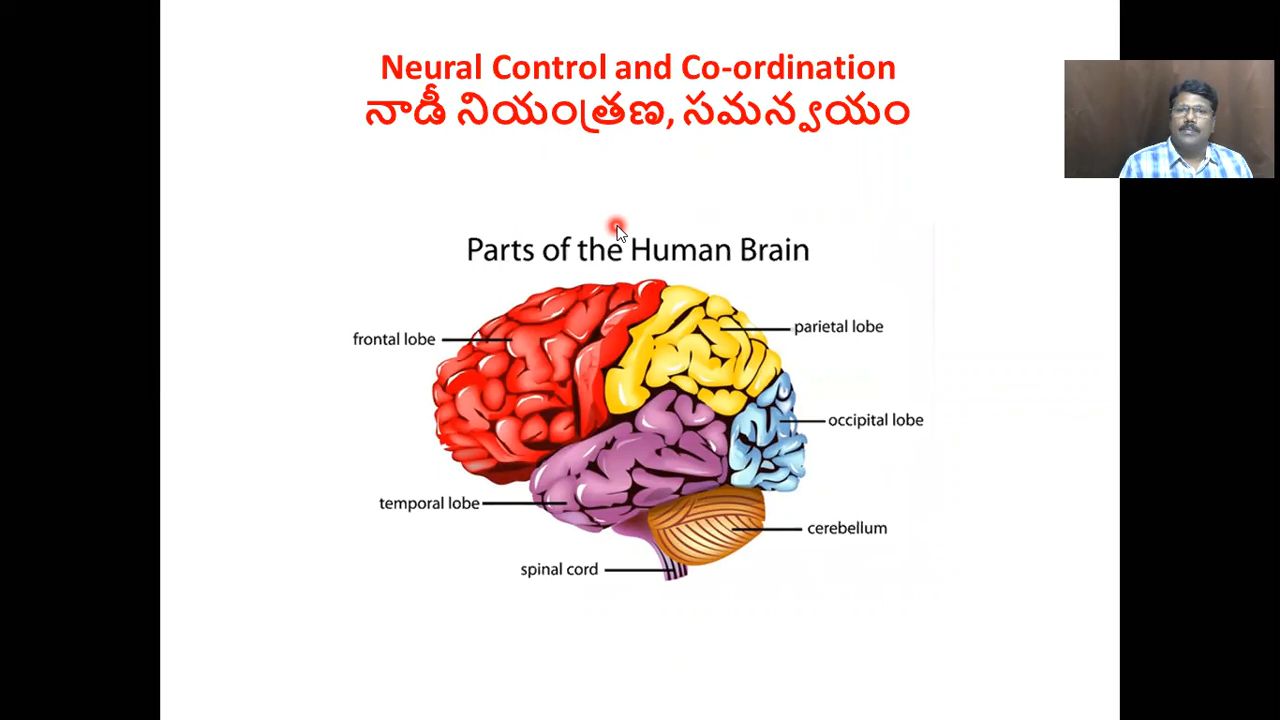 Neural Control and Co-ordination
నాడీ నియంత్రణ, సమన్వయం
Parts of the Human Brain
frontal lobe
parietal lobe
occipital lobe
temporal lobe
cerebellum
spinal cord